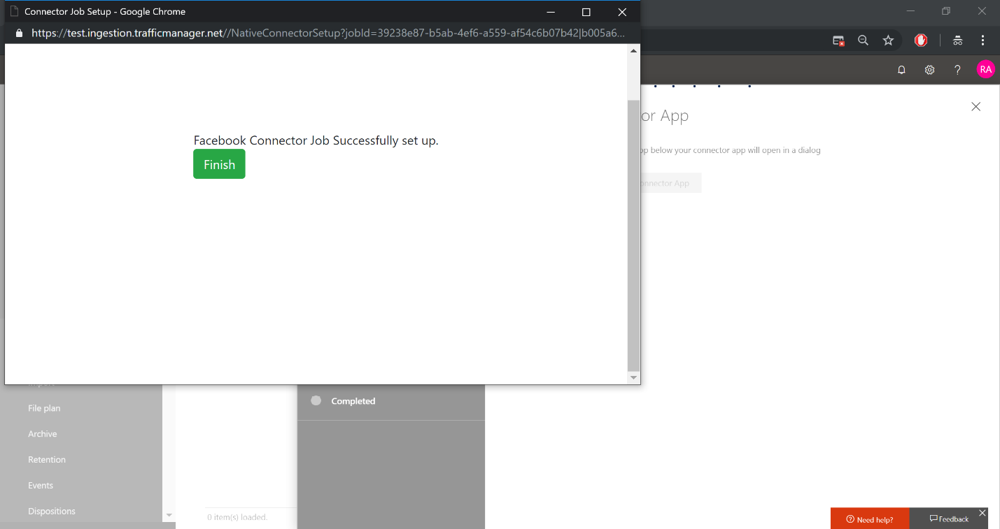 Connector Job Setup - Google Chrome
https://test.ingestion.trafficmanager.net//NativeConnectorSetup?jobId=39238e87-b5ab-4ef6-a559-af54c6b07b42|b005a6...
RA
or App
Facebook Connector Job Successfully set up.
op below your connector app will open in a dialog
Finish
onnector App
Completed
File plan
Archive
Retention
Events
Dispositions
0 item(s) loaded.
Need help?
Feedback